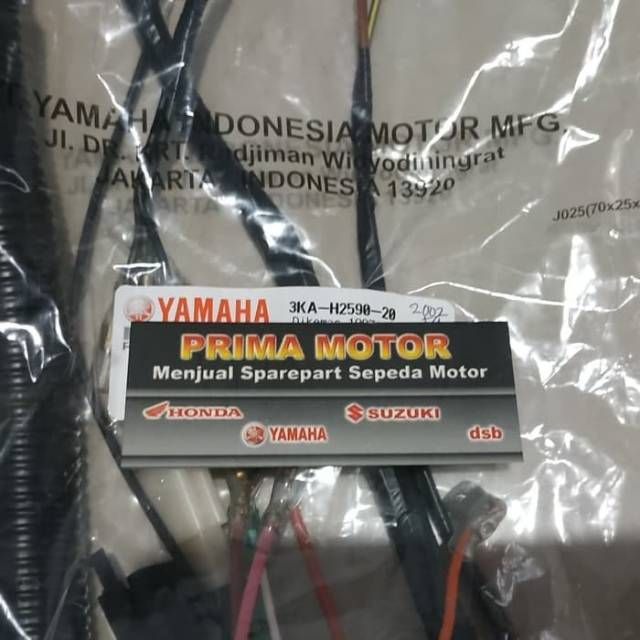 YAMAHA INDONESIA MOTOR MFG.
Jl. DR. KRT. Radjiman Widyodiningrat
JAKARTA INDONESIA 13920
J025(70x25x
YAMAHA 3KA-H2590-20 2002
PRIMA MOTOR
Menjual Sparepart Sepeda Motor
HONDA SUZUKI
YAMAHA dsb